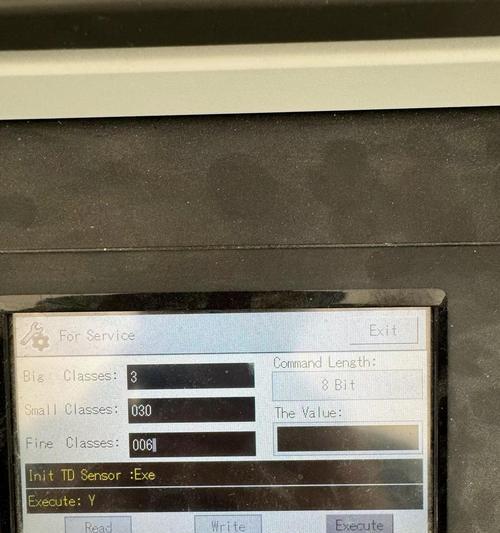 For Service
Exit
Big Classes: 3
Command Length:
8 Bit
Small Classes: 030
The Value:
Fine Classes: 006
Init TD Sensor :Exe
Execute: Y
Read Write Execute